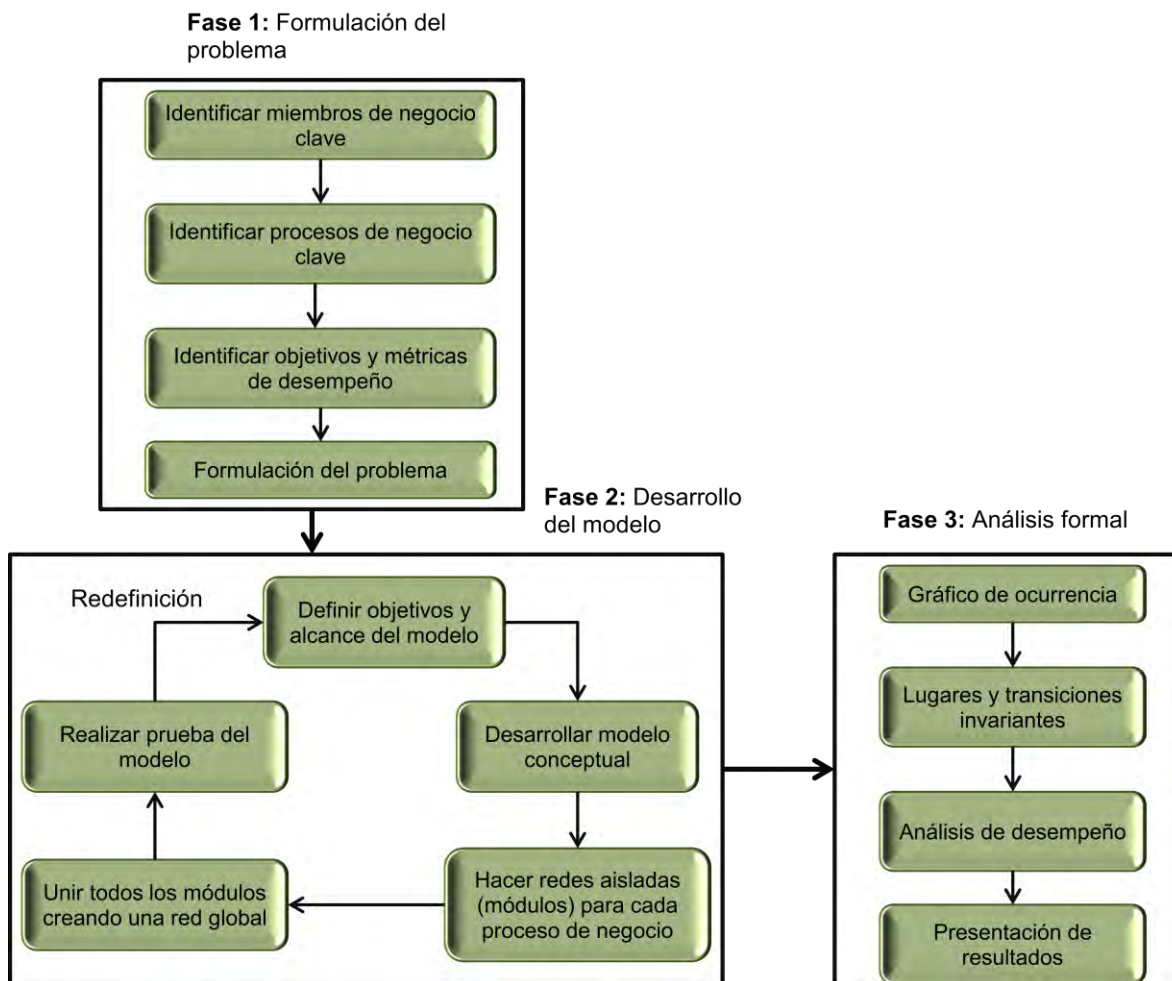 Fase 1: Formulación del
problema
Identificar miembros de negocio
clave
Identificar procesos de negocio
clave
Identificar objetivos y métricas
de desempeño
Formulación del problema
Fase 2: Desarrollo
del modelo
Redefinición
Definir objetivos y
alcance del modelo
Desarrollar modelo
conceptual
Hacer redes aisladas
(módulos) para cada
proceso de negocio
Unir todos los módulos
creando una red global
Realizar prueba del
modelo
Fase 3: Análisis formal
Gráfico de ocurrencia
Lugares y transiciones
invariantes
Análisis de desempeño
Presentación de
resultados